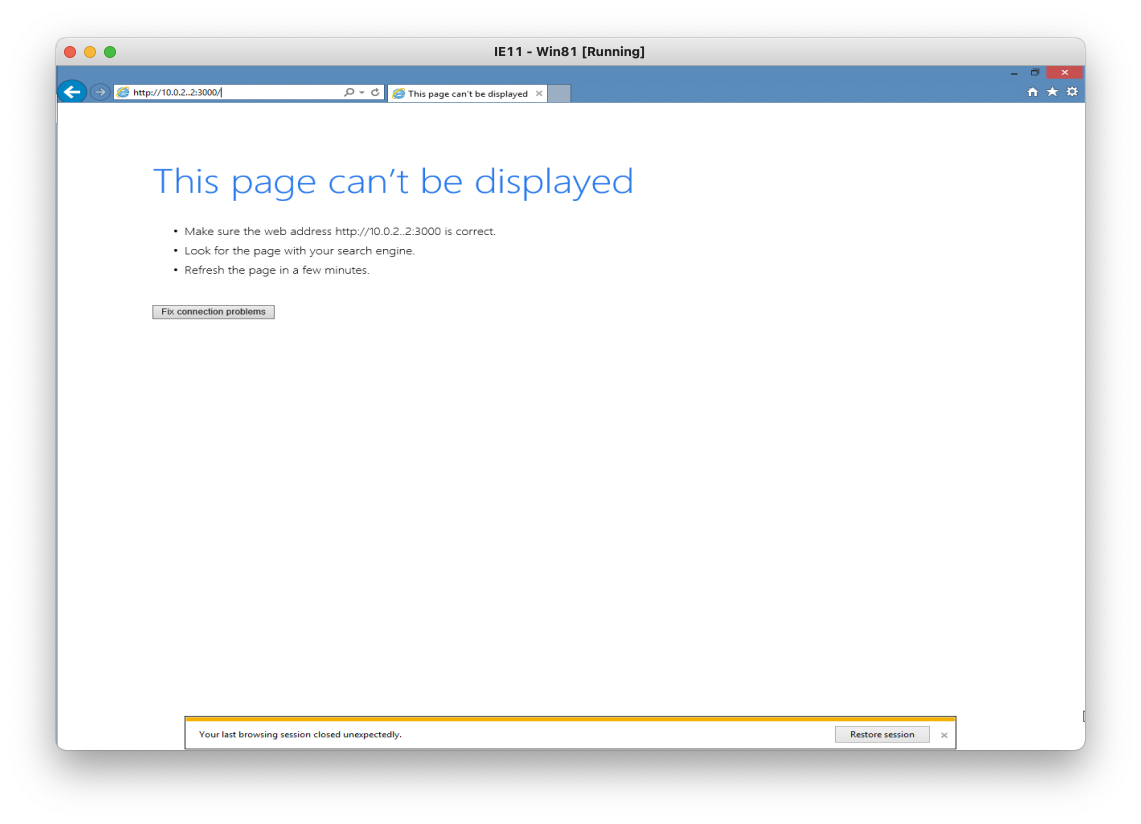 IE11 - Win81 [Running]
http://10.0.2..2:3000/
This page can't be displayed
This page can't be displayed
• Make sure the web address http://10.0.2..2:3000 is correct.
• Look for the page with your search engine.
• Refresh the page in a few minutes.
Fix connection problems
Your last browsing session closed unexpectedly.
Restore session